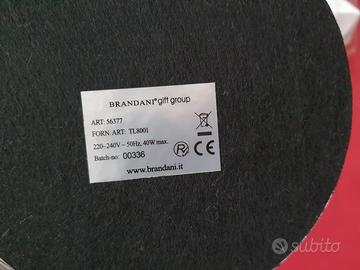 BRANDANI® gift group
ART: 56377
FORN. ART: TL8001
220-240V - 50Hz, 40W max.
Batch-no: 00336
CE
www.brandani.it
subito